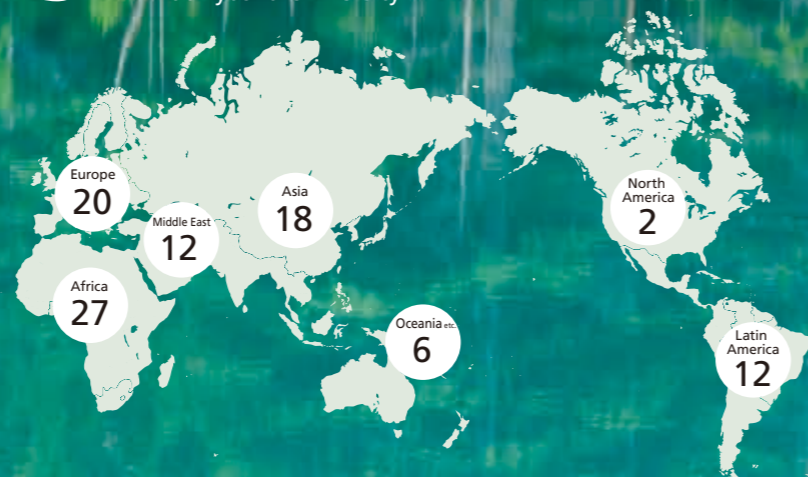 Europe
20
Middle East
12
Asia
18
Africa
27
Oceania etc.
6
North
America
2
Latin
America
12